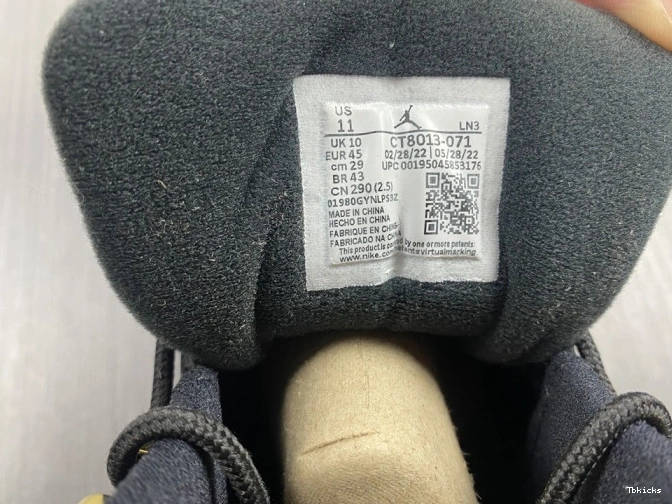 US
11
LN3
UK 10
CT8013-071
EUR 45
02/28/22 05/28/22
cm 29
UPC 00195045853176
BR 43
CN 290 (2.5)
MADE IN CHINA
HECHO EN CHINA
FABRIQUE EN CHINE
FABRICADO NA CHINA
This product is covered by one or more patents:
www.nike.com/patentsvirtualmarking
Tbkicks